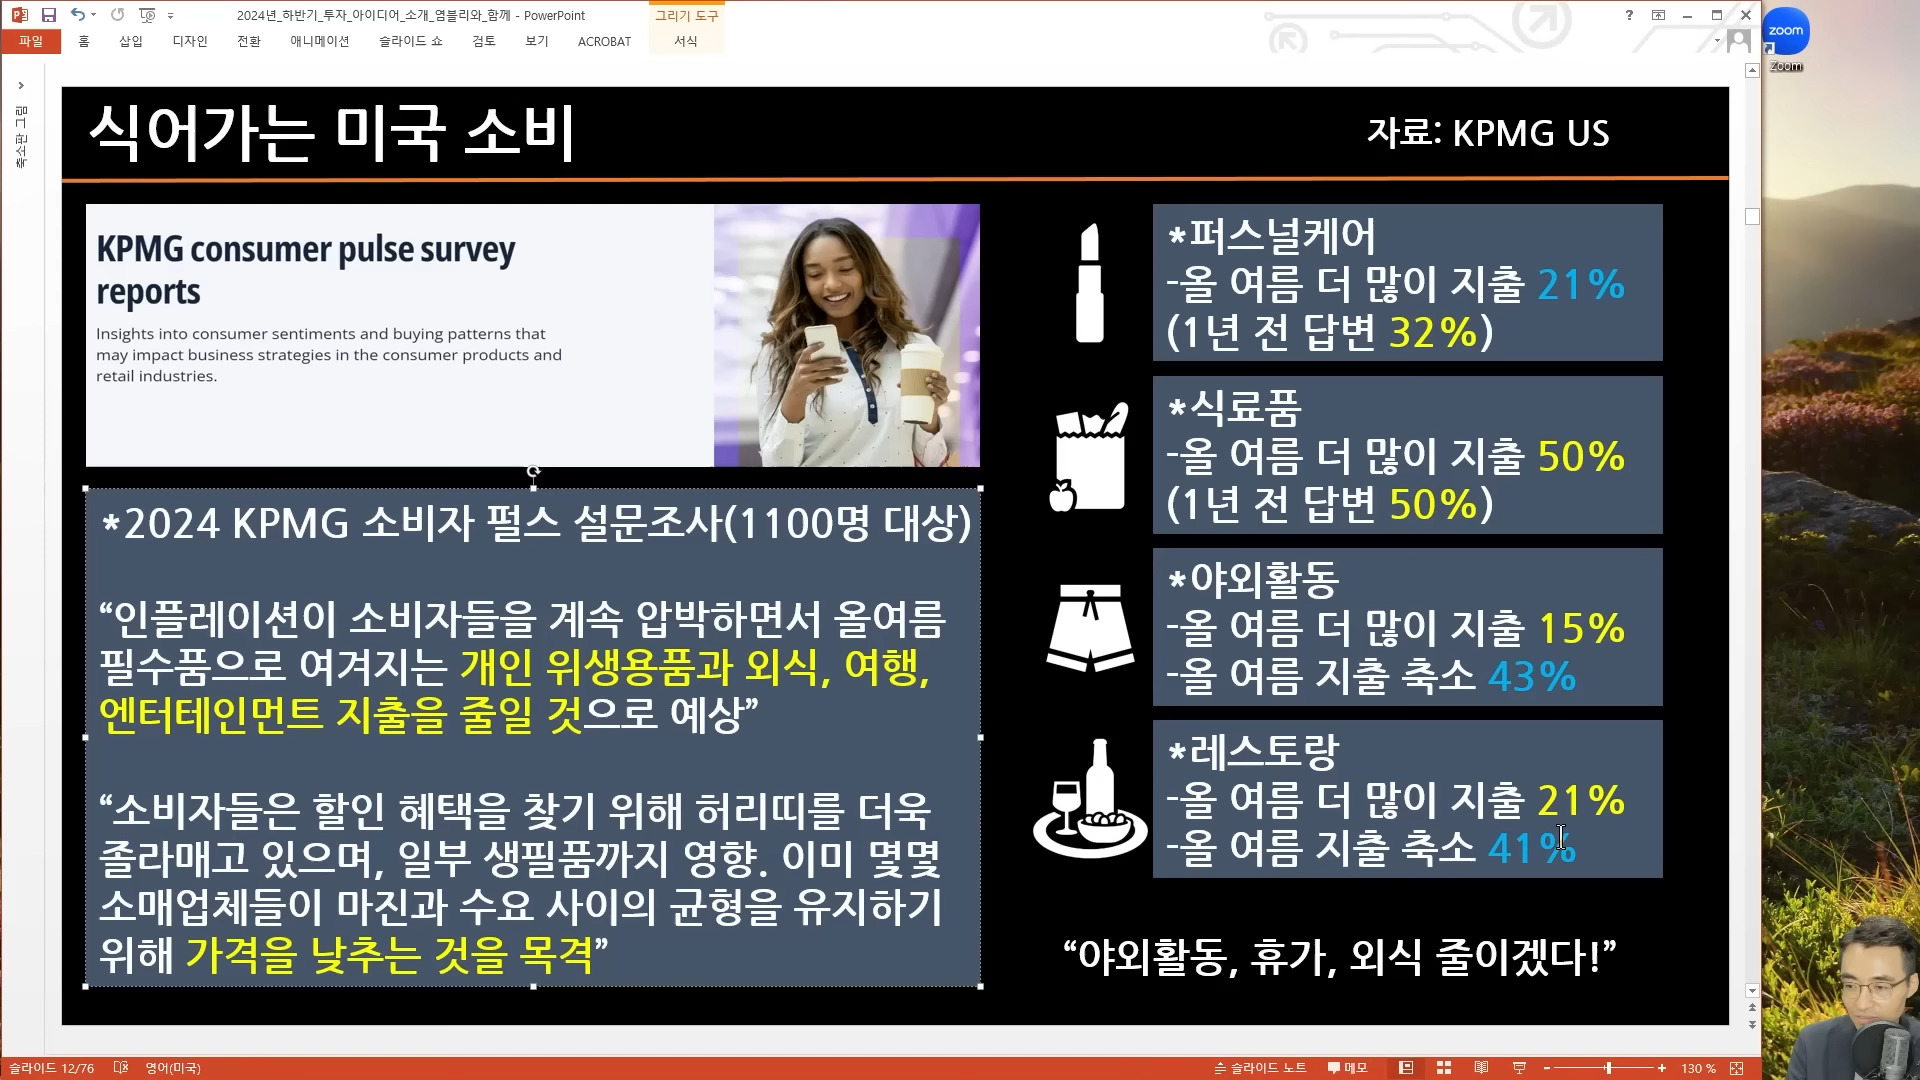 2024년_하반기_투자_아이디어_소개_염블리와_함께 - PowerPoint
그리기 도구
파일 홈 삽입 디자인 전환 애니메이션 슬라이드 쇼 검토 보기 ACROBAT 서식
zoom
Zoom
축소판 그림
식어가는 미국 소비
자료: KPMG US
KPMG consumer pulse survey
reports
Insights into consumer sentiments and buying patterns that
may impact business strategies in the consumer products and
retail industries.
*2024 KPMG 소비자 펄스 설문조사(1100명 대상)
“인플레이션이 소비자들을 계속 압박하면서 올여름
필수품으로 여겨지는 개인 위생용품과 외식, 여행,
엔터테인먼트 지출을 줄일 것으로 예상”
“소비자들은 할인 혜택을 찾기 위해 허리띠를 더욱
졸라매고 있으며, 일부 생필품까지 영향. 이미 몇몇
소매업체들이 마진과 수요 사이의 균형을 유지하기
위해 가격을 낮추는 것을 목격”
*퍼스널케어
-올 여름 더 많이 지출 21%
(1년 전 답변 32%)
*식료품
-올 여름 더 많이 지출 50%
(1년 전 답변 50%)
*야외활동
-올 여름 더 많이 지출 15%
-올 여름 지출 축소 43%
*레스토랑
-올 여름 더 많이 지출 21%
-올 여름 지출 축소 41%
“야외활동, 휴가, 외식 줄이겠다!”
슬라이드 12/76 영어(미국) 슬라이드 노트 메모 130 %